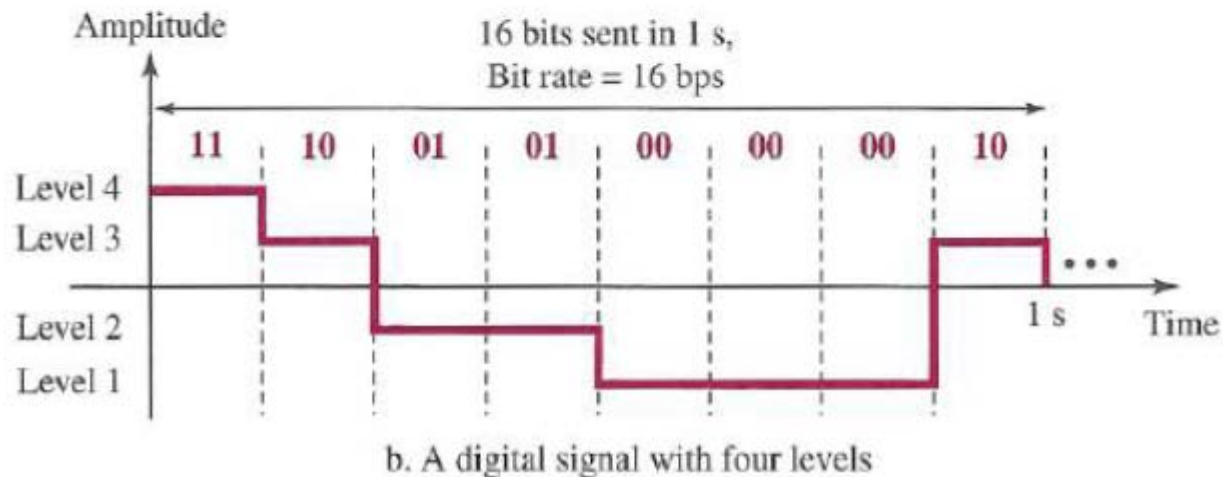 Amplitude
16 bits sent in 1 s,
Bit rate = 16 bps
11 10 01 01 00 00 00 10
Level 4
Level 3
Level 2
Level 1
1 s
Time
b. A digital signal with four levels